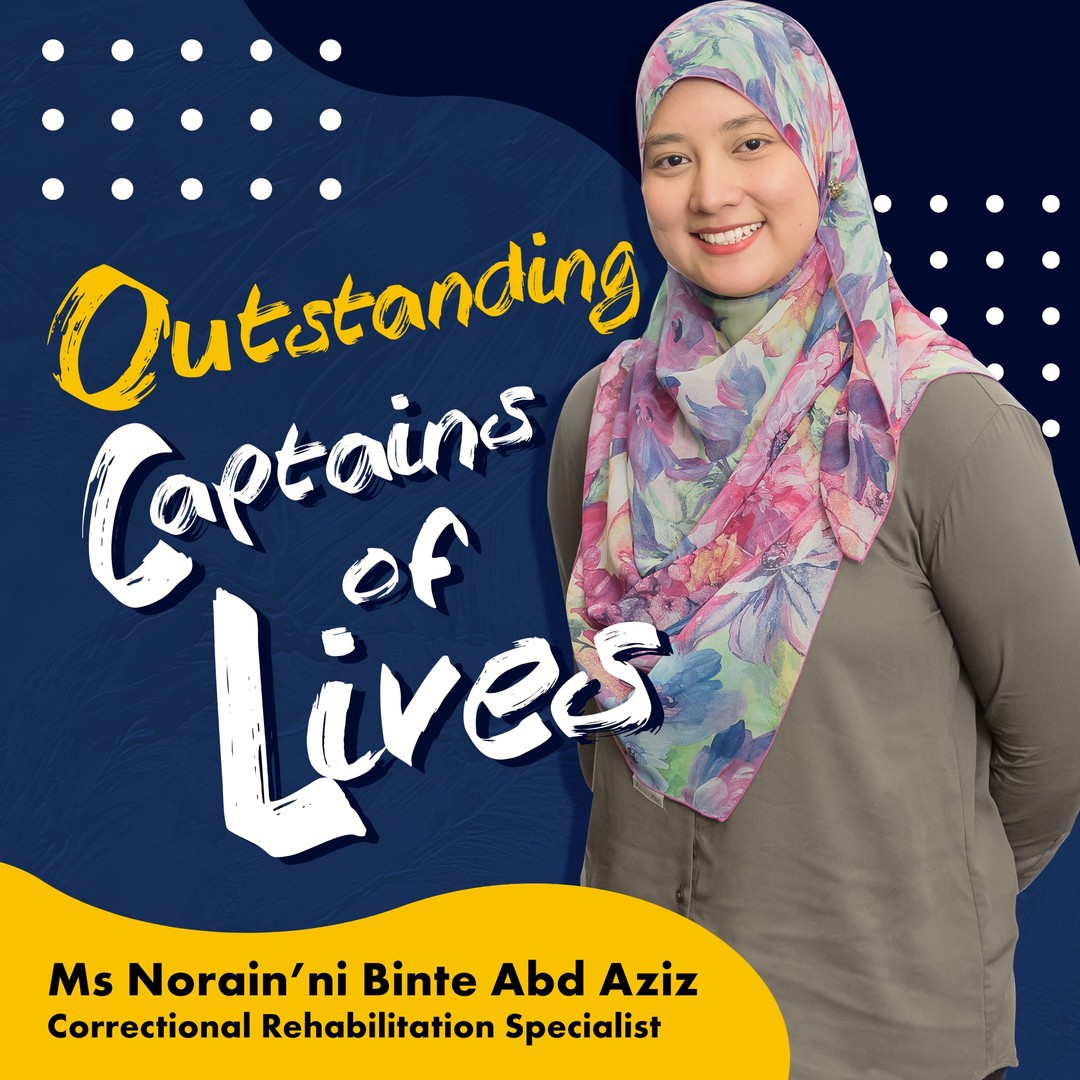 Outstanding
Captains
of
Lives
Ms Norain’ni Binte Abd Aziz
Correctional Rehabilitation Specialist